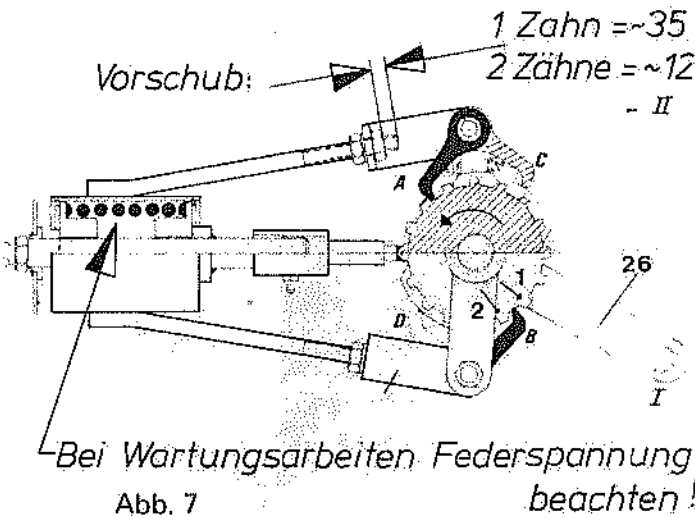 1 Zahn =~35
2 Zähne =~12
Vorschub:
- II
C
A
26
1
2
D
B
I
Bei Wartungsarbeiten Federspannung
beachten!
Abb. 7